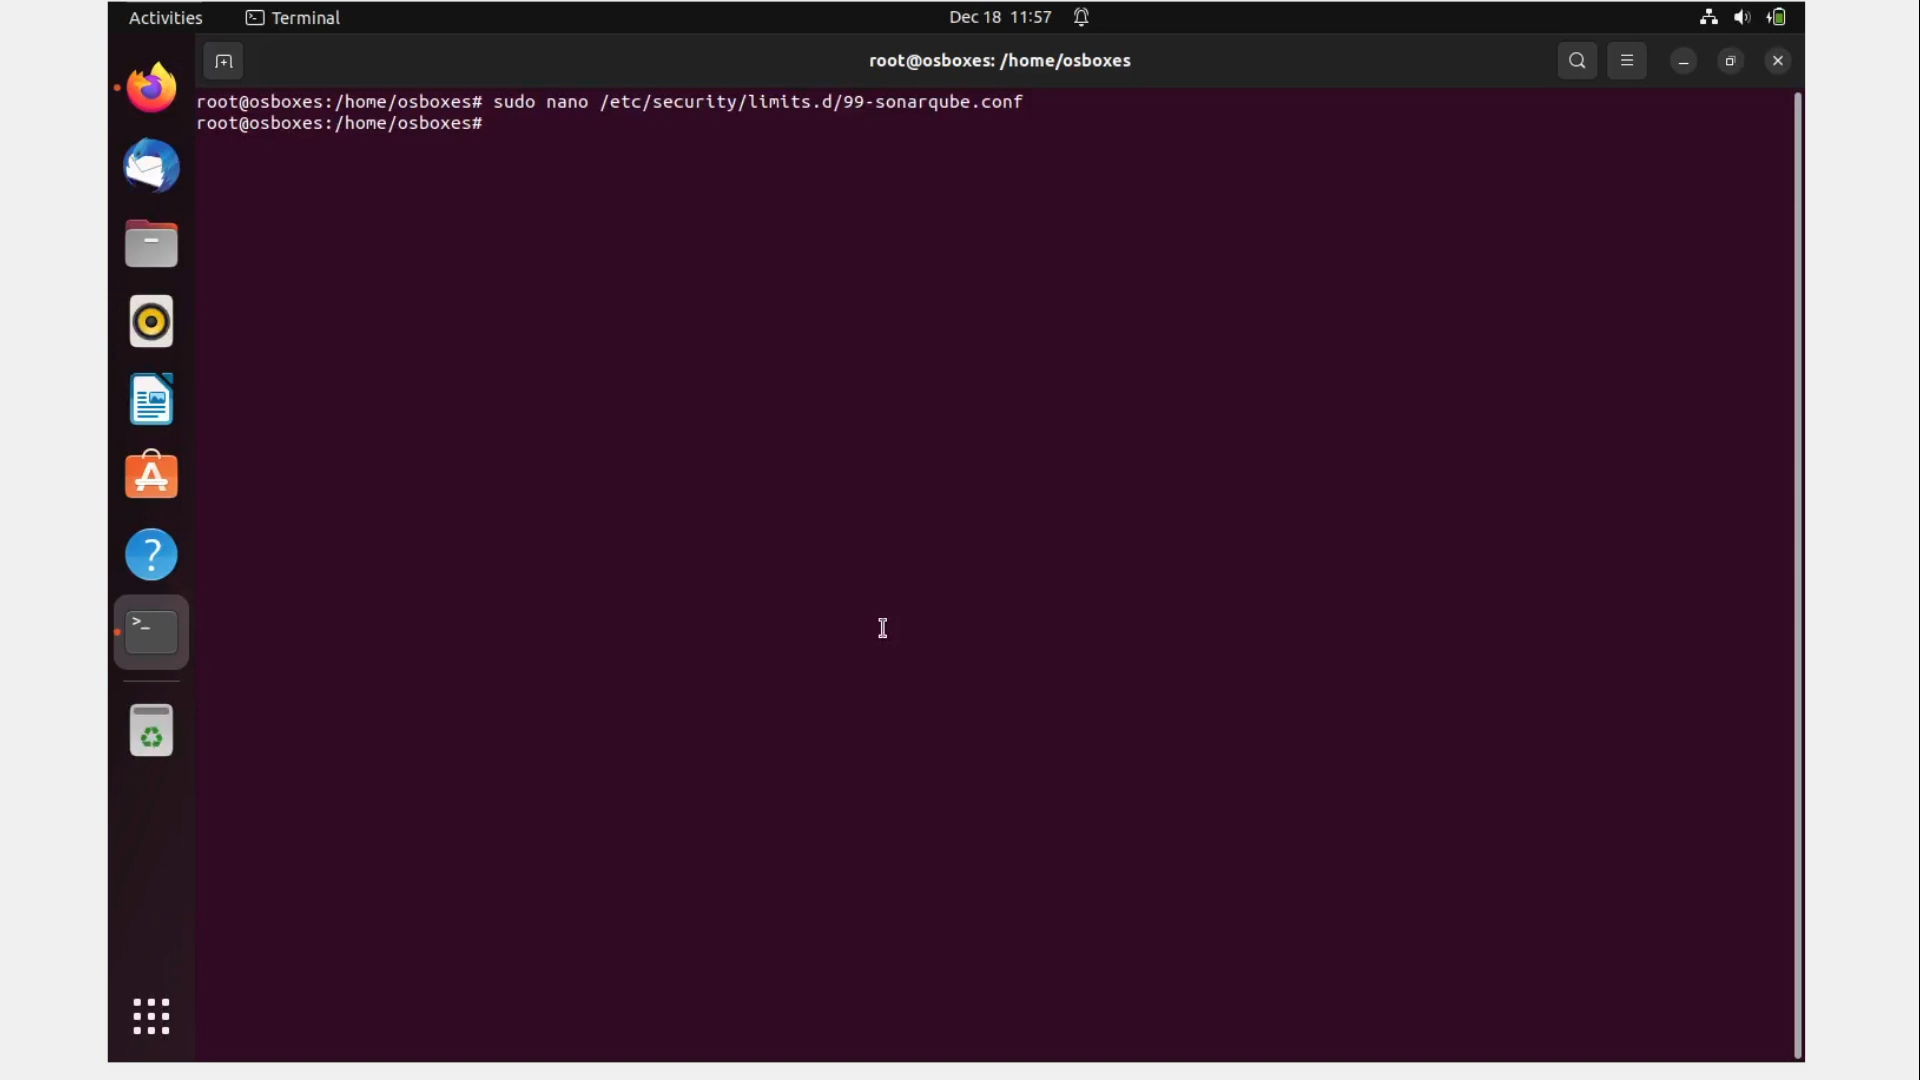 Activities
Terminal
Dec 18 11:57
root@osboxes: /home/osboxes
root@osboxes:/home/osboxes# sudo nano /etc/security/limits.d/99-sonarqube.conf
root@osboxes:/home/osboxes#